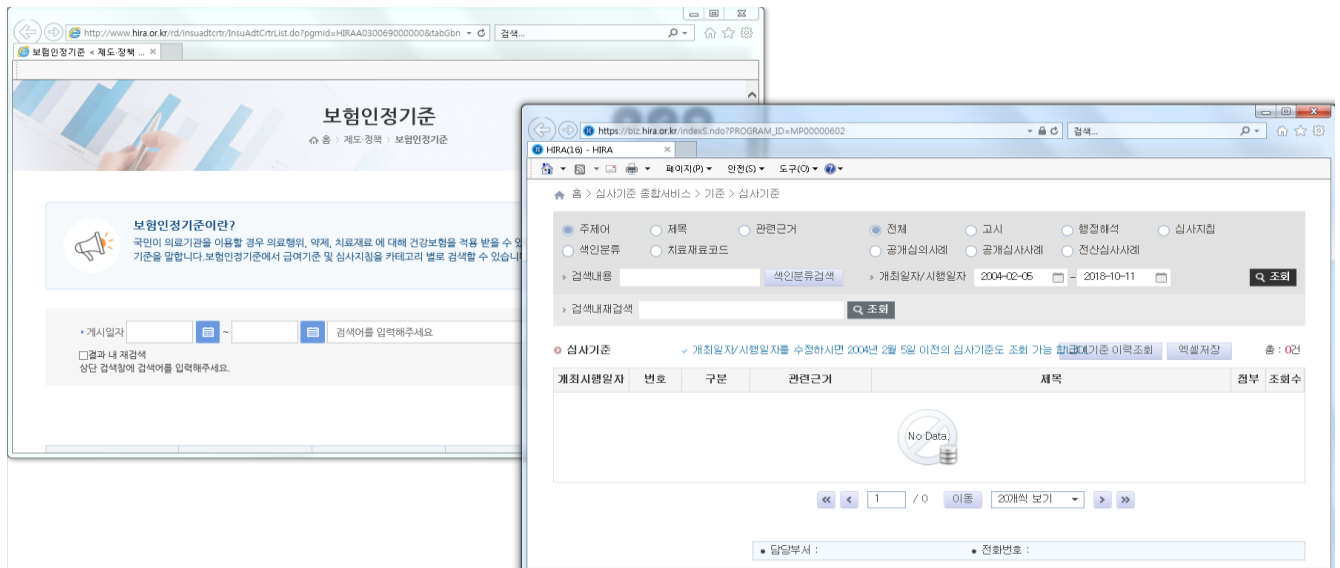 http://www.hira.or.kr/rd/insuadtcrtr/InsuAdtCrtrList.do?pgmid=HIRAA030069000000&tabGbn
검색...
보험인정기준 < 제도·정책 ...
보험인정기준
홈 > 제도·정책 > 보험인정기준
보험인정기준이란?
국민이 의료기관을 이용할 경우 의료행위, 약제, 치료재료 에 대해 건강보험을 적용 받을 수
기준을 말합니다.보험인정기준에서 급여기준 및 심사지침을 카테고리 별로 검색할 수 있습니
• 게시일자 ~ 검색어를 입력해주세요
결과 내 재검색
상단 검색창에 검색어를 입력해주세요.
https://biz.hira.or.kr/indexS.ndo?PROGRAM_ID=MP00000602
검색...
HIRA(16) - HIRA
페이지(P) 안전(S) 도구(O)
홈 > 심사기준 종합서비스 > 기준 > 심사기준
주제어 제목 관련근거 전체 고시 행정해석 심사지침
색인분류 치료재료코드 공개심의사례 공개심사사례 전산심사사례
» 검색내용 색인분류검색 » 개최일자/시행일자 2004-02-05 – 2018-10-11 조회
» 검색내재검색 조회
심사기준 개최일자/시행일자를 수정하시면 2004년 2월 5일 이전의 심사기준도 조회 가능 기준 이력조회 엑셀저장 총 : 0건
개최시행일자 번호 구분 관련근거 제목 첨부 조회수
No Data.
« ‹ 1 / 0 이동 20개씩 보기 › »
• 담당부서 : • 전화번호 :